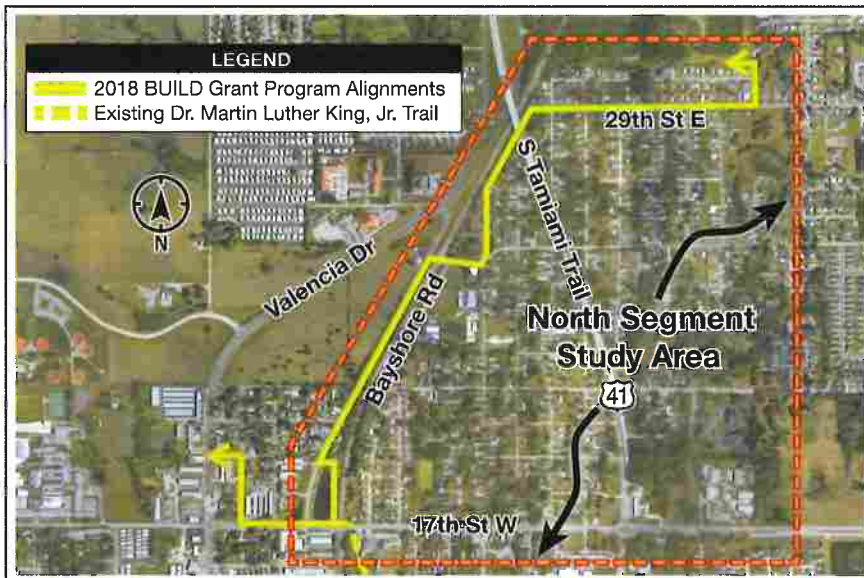 LEGEND
2018 BUILD Grant Program Alignments
Existing Dr. Martin Luther King, Jr. Trail
29th St E
S Tamiami Trail
N
Valencia Dr
Bayshore Rd
North Segment
Study Area
41
17th St W